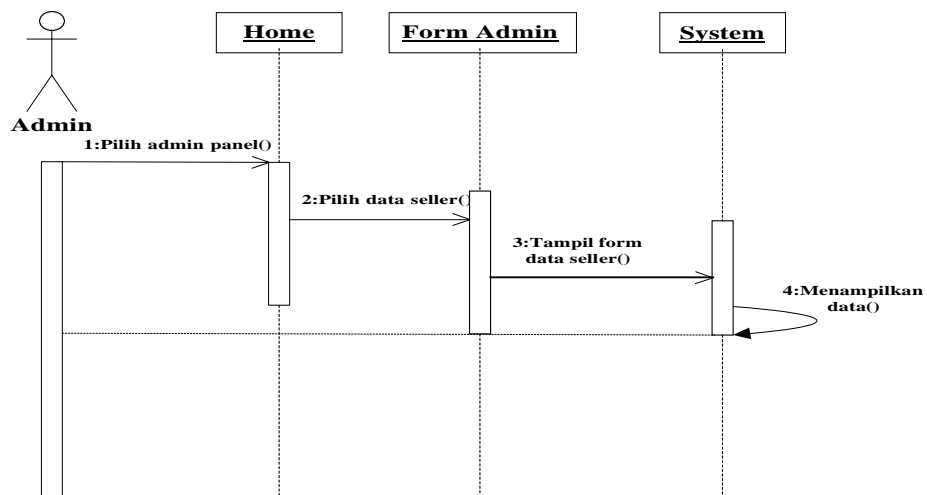 Home
Form Admin
System
Admin
1:Pilih admin panel()
2:Pilih data seller()
3:Tampil form
data seller()
4:Menampilkan
data()